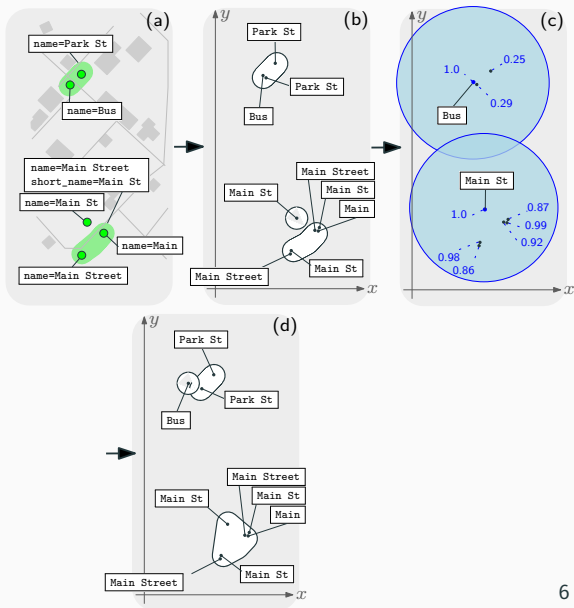 (a)
name=Park St
name=Bus
name=Main Street
short_name=Main St
name=Main St
name=Main
name=Main Street
y
(b)
Park St
Park St
Bus
Main Street
Main St
Main St
Main
Main St
Main Street
x
y
(c)
0.25
1.0
0.29
Bus
Main St
0.87
1.0
0.99
0.92
0.98
0.86
x
y
(d)
Park St
Park St
Bus
Main Street
Main St
Main St
Main
Main St
Main Street
x
6